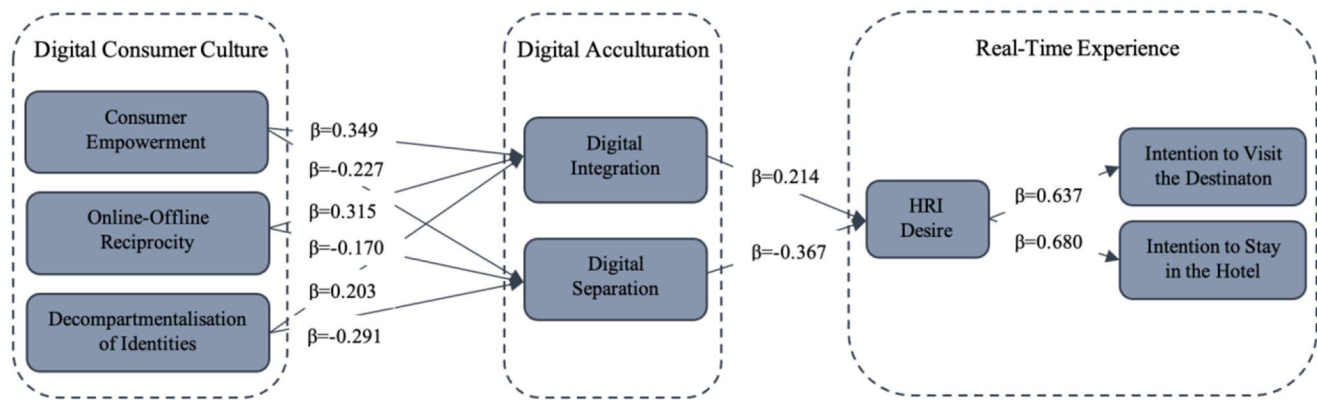 Digital Consumer Culture
Consumer
Empowerment
Online-Offline
Reciprocity
Decompartmentalisation
of Identities
β=0.349
β=-0.227
β=0.315
β=-0.170
β=0.203
β=-0.291
Digital Acculturation
Digital
Integration
Digital
Separation
β=0.214
β=-0.367
Real-Time Experience
HRI
Desire
β=0.637
β=0.680
Intention to Visit
the Destinaton
Intention to Stay
in the Hotel